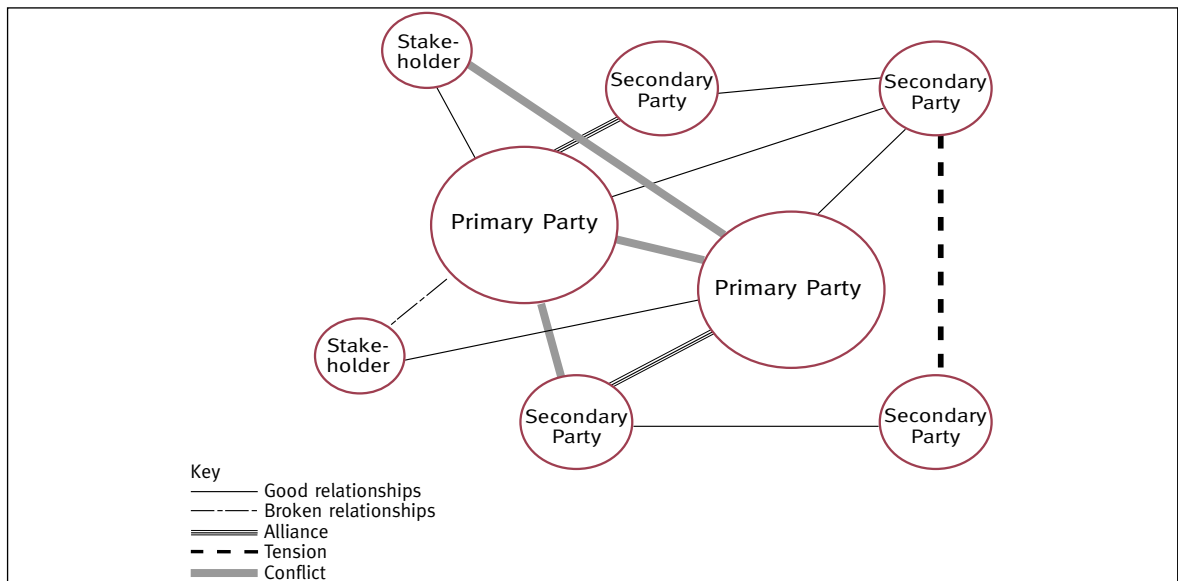 Stake-
holder
Secondary
Party
Secondary
Party
Primary Party
Primary Party
Stake-
holder
Secondary
Party
Secondary
Party
Key
Good relationships
Broken relationships
Alliance
Tension
Conflict